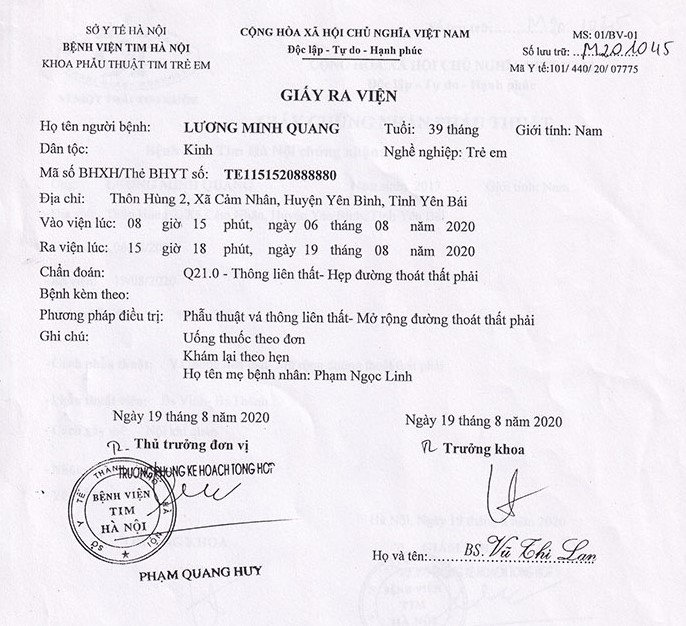 SỞ Y TẾ HÀ NỘI
BỆNH VIỆN TIM HÀ NỘI
KHOA PHẪU THUẬT TIM TRẺ EM
CỘNG HÒA XÃ HỘI CHỦ NGHĨA VIỆT NAM
Độc lập - Tự do - Hạnh phúc
MS: 01/BV-01
Số lưu trữ: M201045
Mã Y tế:101/ 440/ 20/ 07775
GIẤY RA VIỆN
Họ tên người bệnh: LƯƠNG MINH QUANG Tuổi: 39 tháng Giới tính: Nam
Dân tộc: Kinh Nghề nghiệp: Trẻ em
Mã số BHXH/Thẻ BHYT số: TE1151520888880
Địa chỉ: Thôn Hùng 2, Xã Cảm Nhân, Huyện Yên Bình, Tỉnh Yên Bái
Vào viện lúc: 08 giờ 15 phút, ngày 06 tháng 08 năm 2020
Ra viện lúc: 15 giờ 18 phút, ngày 19 tháng 08 năm 2020
Chẩn đoán: Q21.0 - Thông liên thất- Hẹp đường thoát thất phải
Bệnh kèm theo:
Phương pháp điều trị: Phẫu thuật vá thông liên thất- Mở rộng đường thoát thất phải
Ghi chú: Uống thuốc theo đơn
Khám lại theo hẹn
Họ tên mẹ bệnh nhân: Phạm Ngọc Linh
Ngày 19 tháng 8 năm 2020
Thủ trưởng đơn vị
TRƯỞNG PHÒNG KẾ HOẠCH TỔNG HỢP
SỞ Y TẾ THÀNH PHỐ HÀ NỘI
BỆNH VIỆN
TIM
HÀ NỘI
PHẠM QUANG HUY
Ngày 19 tháng 8 năm 2020
Trưởng khoa
Họ và tên: BS. Vũ Thi Lan